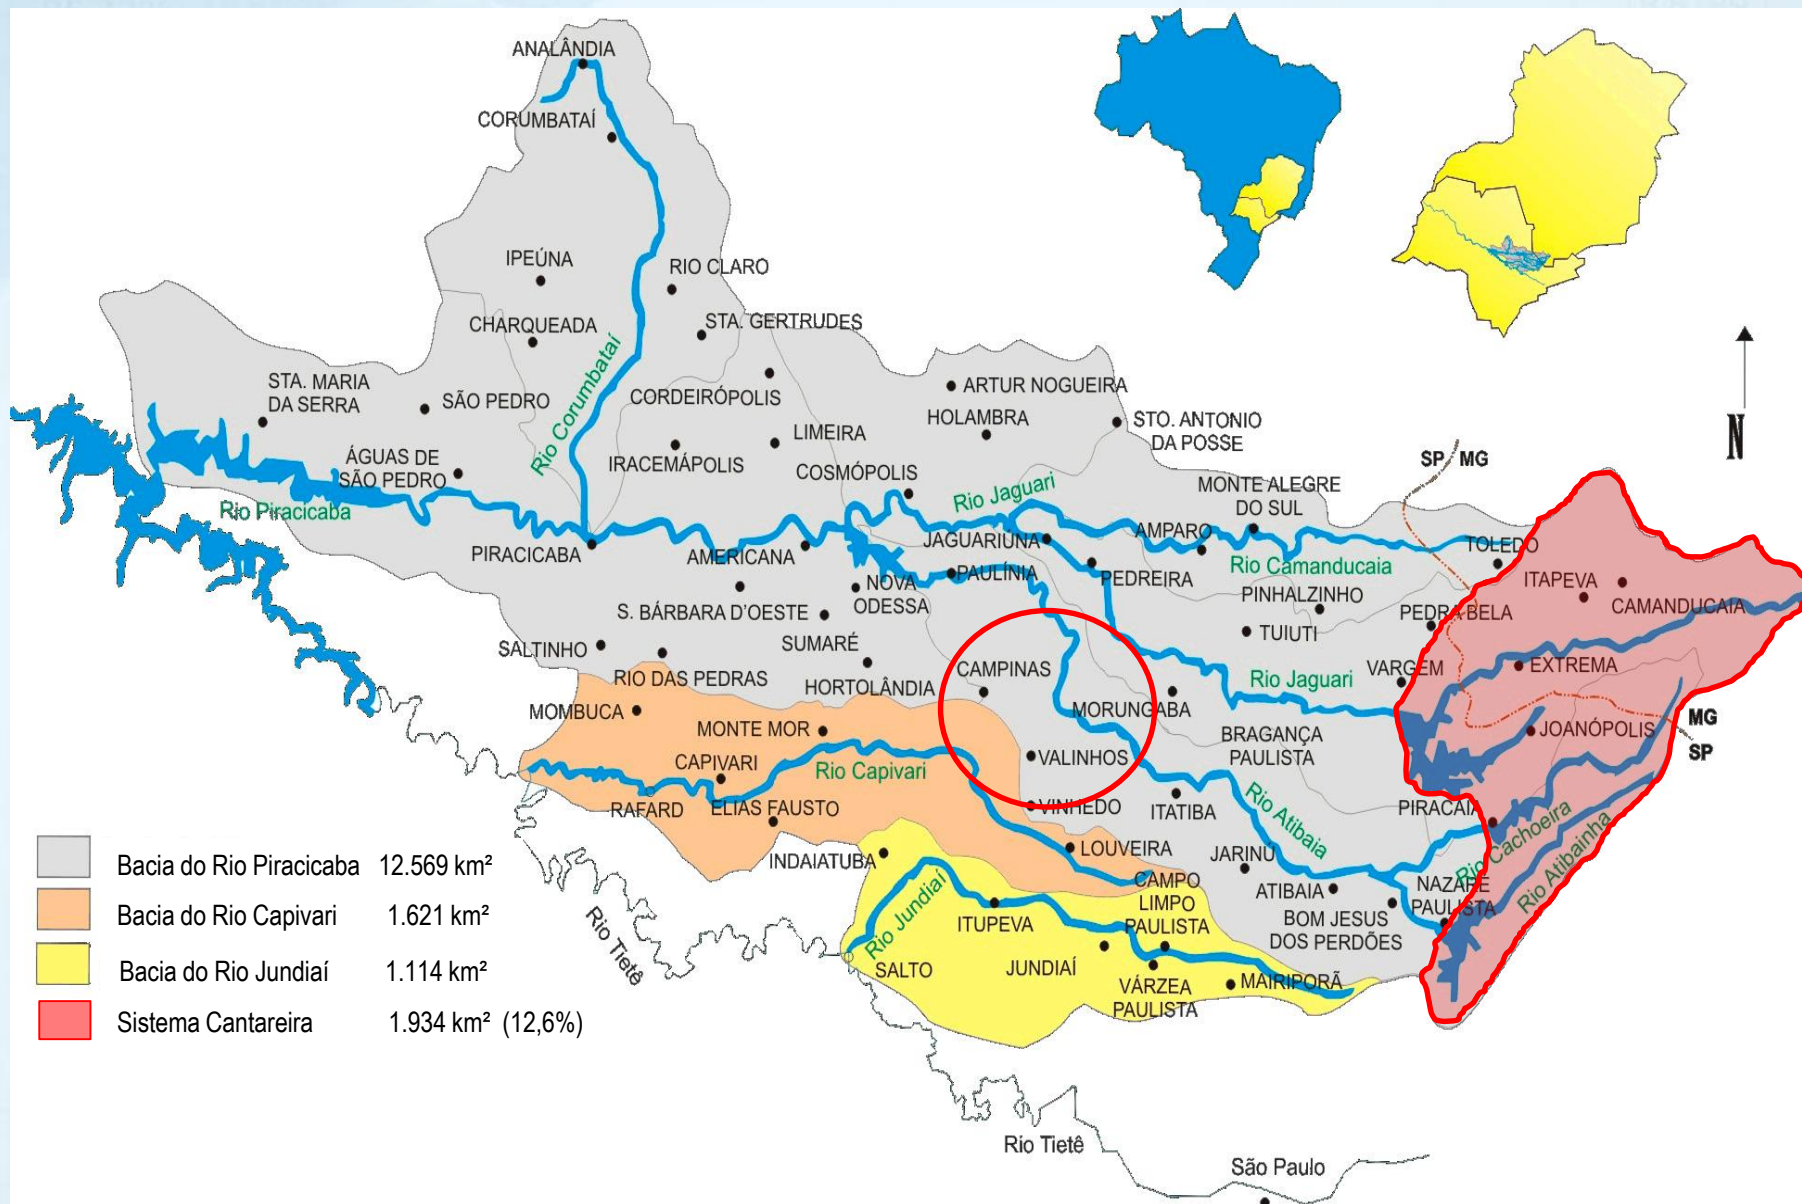 ANALÂNDIA
CORUMBATAÍ
IPEÚNA
RIO CLARO
CHARQUEADA
STA. GERTRUDES
Rio Corumbataí
STA. MARIA
DA SERRA
SÃO PEDRO
CORDEIRÓPOLIS
ARTUR NOGUEIRA
HOLAMBRA
STO. ANTONIO
DA POSSE
LIMEIRA
IRACEMÁPOLIS
ÁGUAS DE
SÃO PEDRO
COSMÓPOLIS
SP
MG
N
Rio Jaguari
MONTE ALEGRE
DO SUL
Rio Piracicaba
PIRACICABA
AMERICANA
JAGUARIÚNA
AMPARO
TOLEDO
Rio Camanducaia
PAULÍNIA
PEDREIRA
ITAPEVA
CAMANDUCAIA
NOVA
ODESSA
S. BÁRBARA D'OESTE
PINHALZINHO
PEDRA BELA
TUIUTI
SALTINHO
SUMARÉ
RIO DAS PEDRAS
HORTOLÂNDIA
CAMPINAS
VARGEM
EXTREMA
Rio Jaguari
MOMBUCA
MONTE MOR
MORUNGABA
BRAGANÇA
PAULISTA
JOANÓPOLIS
MG
SP
CAPIVARI
Rio Capivari
VALINHOS
RAFARD
ELIAS FAUSTO
VINHEDO
ITATIBA
Rio Atibaia
PIRACAIA
Rio Cachoeira
Rio Atibainha
INDAIATUBA
LOUVEIRA
JARINÚ
CAMPO
LIMPO
PAULISTA
ATIBAIA
NAZARÉ
PAULISTA
BOM JESUS
DOS PERDÕES
Rio Jundiaí
ITUPEVA
SALTO
JUNDIAÍ
VÁRZEA
PAULISTA
MAIRIPORÃ
Rio Tietê
Bacia do Rio Piracicaba 12.569 km²
Bacia do Rio Capivari 1.621 km²
Bacia do Rio Jundiaí 1.114 km²
Sistema Cantareira 1.934 km² (12,6%)
Rio Tietê
São Paulo